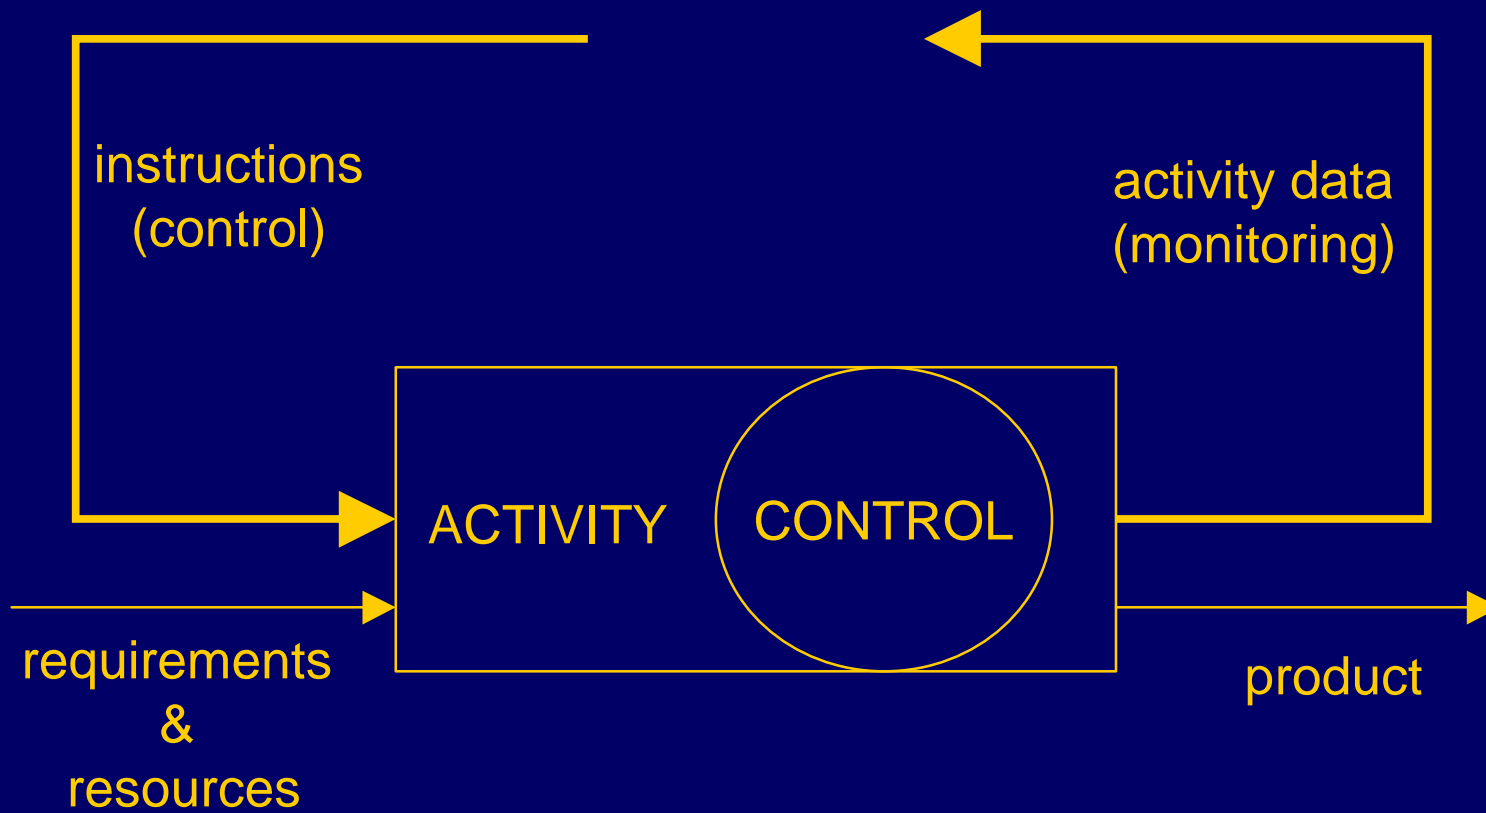 instructions
(control)
activity data
(monitoring)
ACTIVITY
CONTROL
requirements
&
resources
product